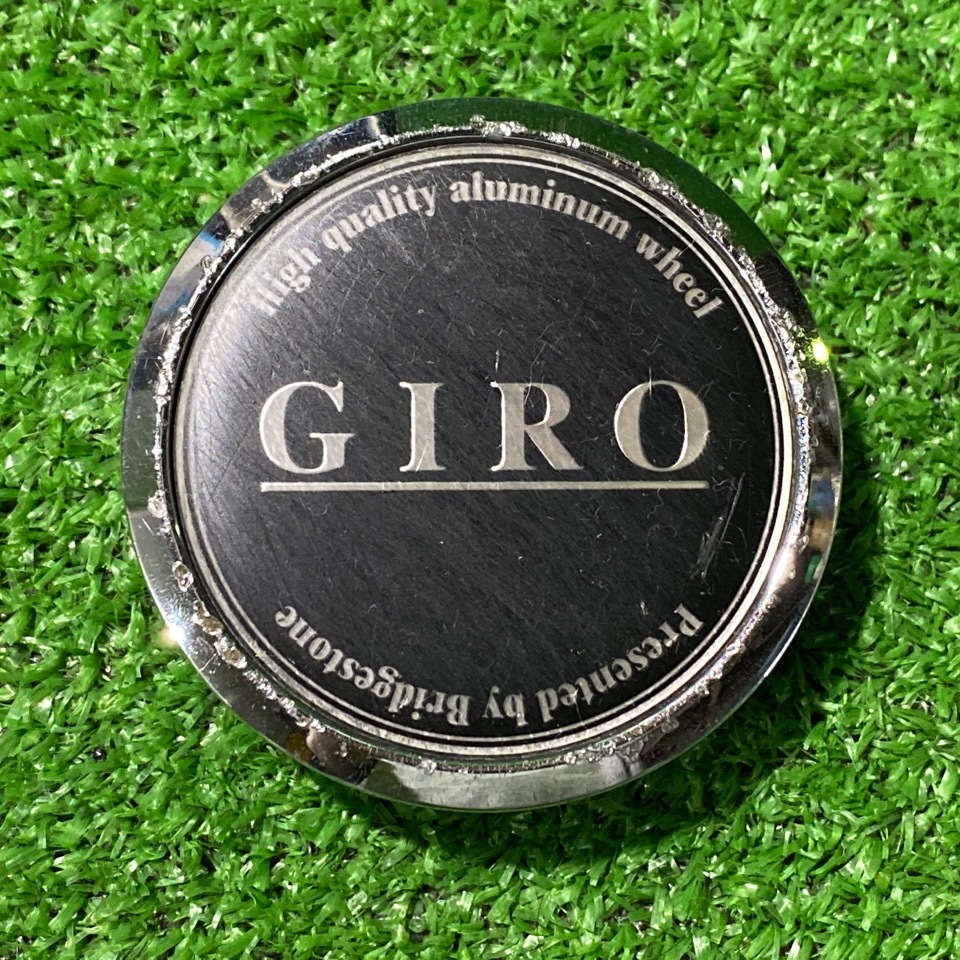 High quality aluminum wheel
GIRO
Presented by Bridgestone